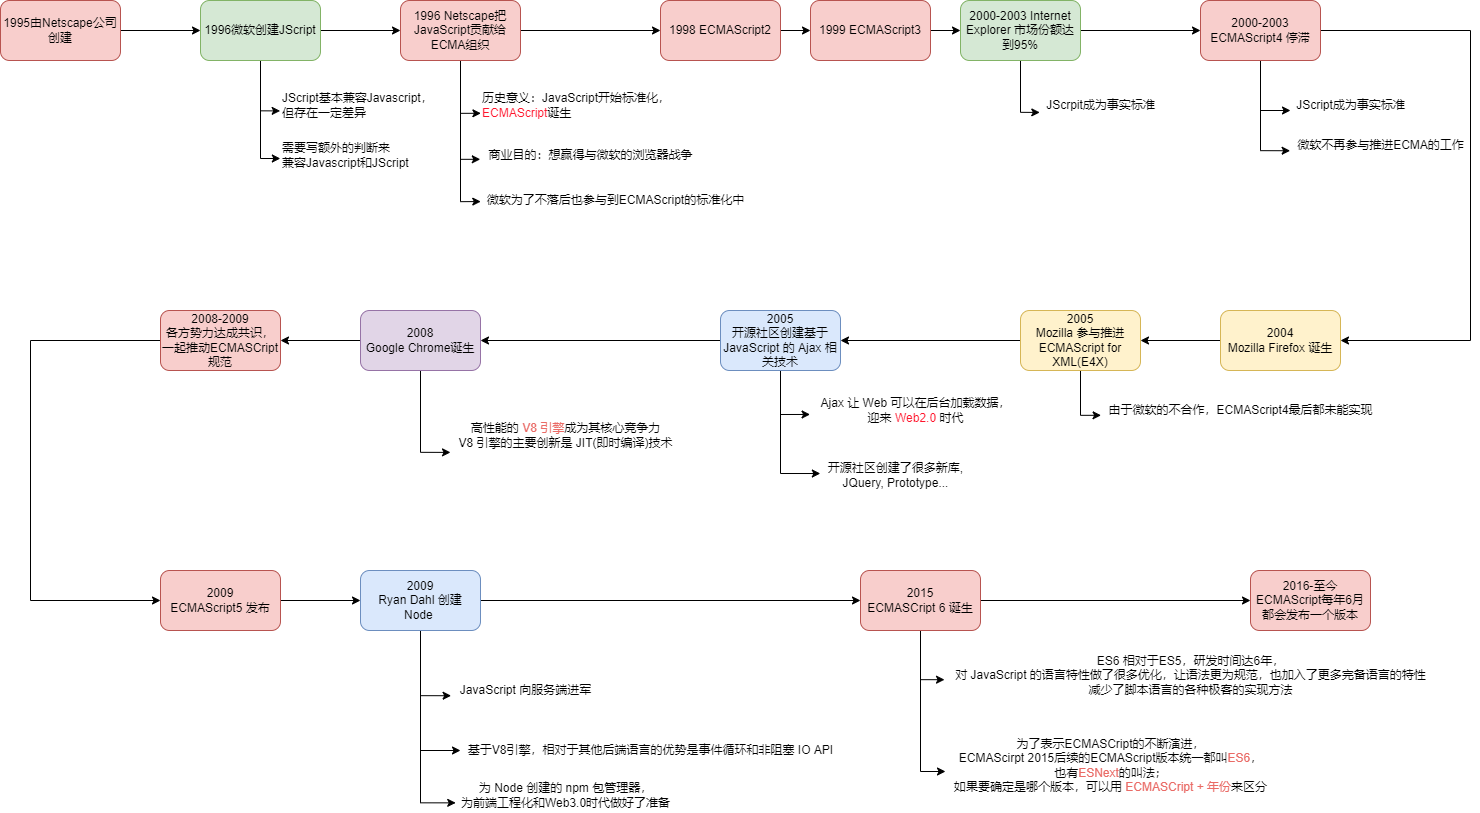 1995由Netscape公司
创建
1996微软创建JScript
1996 Netscape把
JavaScript贡献给
ECMA组织
1998 ECMAScript2
1999 ECMAScript3
2000-2003 Internet
Explorer 市场份额达
到95%
2000-2003
ECMAScript4 停滞
JScript基本兼容Javascript，
但存在一定差异
需要写额外的判断来
兼容Javascript和JScript
历史意义：JavaScript开始标准化，
ECMAScript诞生
商业目的：想赢得与微软的浏览器战争
微软为了不落后也参与到ECMAScript的标准化中
JScrpit成为事实标准
JScript成为事实标准
微软不再参与推进ECMA的工作
2004
Mozilla Firefox 诞生
2005
Mozilla 参与推进
ECMAScript for
XML(E4X)
由于微软的不合作，ECMAScript4最后都未能实现
2005
开源社区创建基于
JavaScript 的 Ajax 相
关技术
Ajax 让 Web 可以在后台加载数据，
迎来 Web2.0 时代
开源社区创建了很多新库,
JQuery, Prototype...
2008
Google Chrome诞生
高性能的 V8 引擎成为其核心竞争力
V8 引擎的主要创新是 JIT(即时编译)技术
2008-2009
各方势力达成共识，
一起推动ECMASCript
规范
2009
ECMAScript5 发布
2009
Ryan Dahl 创建
Node
JavaScript 向服务端进军
基于V8引擎，相对于其他后端语言的优势是事件循环和非阻塞 IO API
为 Node 创建的 npm 包管理器，
为前端工程化和Web3.0时代做好了准备
2015
ECMASCript 6 诞生
ES6 相对于ES5，研发时间达6年，
对 JavaScript 的语言特性做了很多优化，让语法更为规范，也加入了更多完备语言的特性
减少了脚本语言的各种极客的实现方法
为了表示ECMASCript的不断演进，
ECMAScirpt 2015后续的ECMAScript版本统一都叫ES6，
也有ESNext的叫法；
如果要确定是哪个版本，可以用 ECMASCript + 年份来区分
2016-至今
ECMAScript每年6月
都会发布一个版本